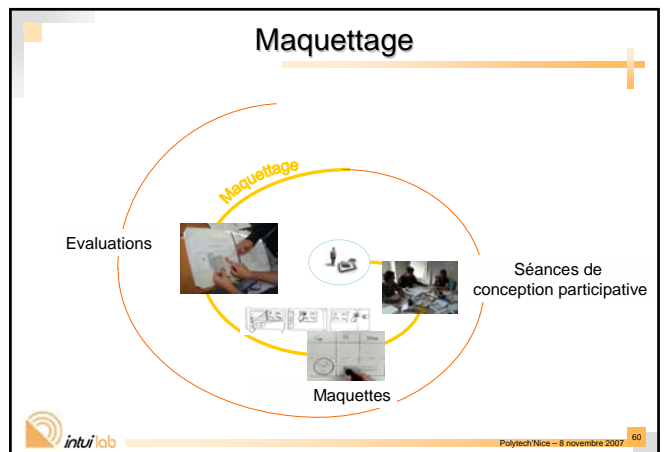 Maquettage
Maquettage
Evaluations
Séances de
conception participative
Maquettes
intuilab
Polytech'Nice – 8 novembre 2007
60